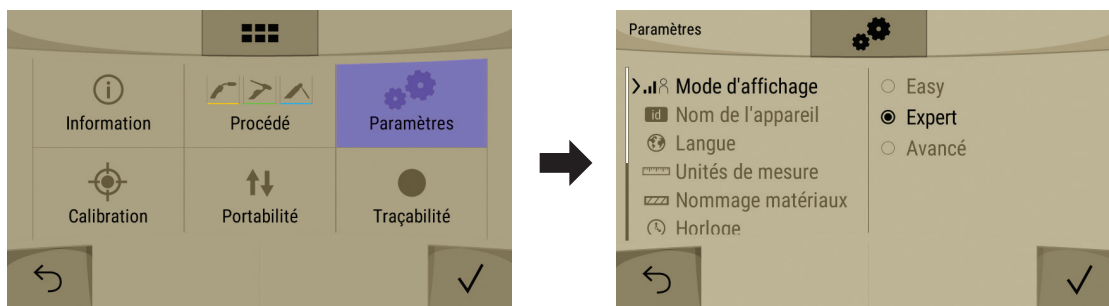 Information
Procédé
Paramètres
Calibration
Portabilité
Traçabilité
Paramètres
Mode d'affichage
id Nom de l'appareil
Langue
Unités de mesure
Nommage matériaux
Horloge
Easy
Expert
Avancé